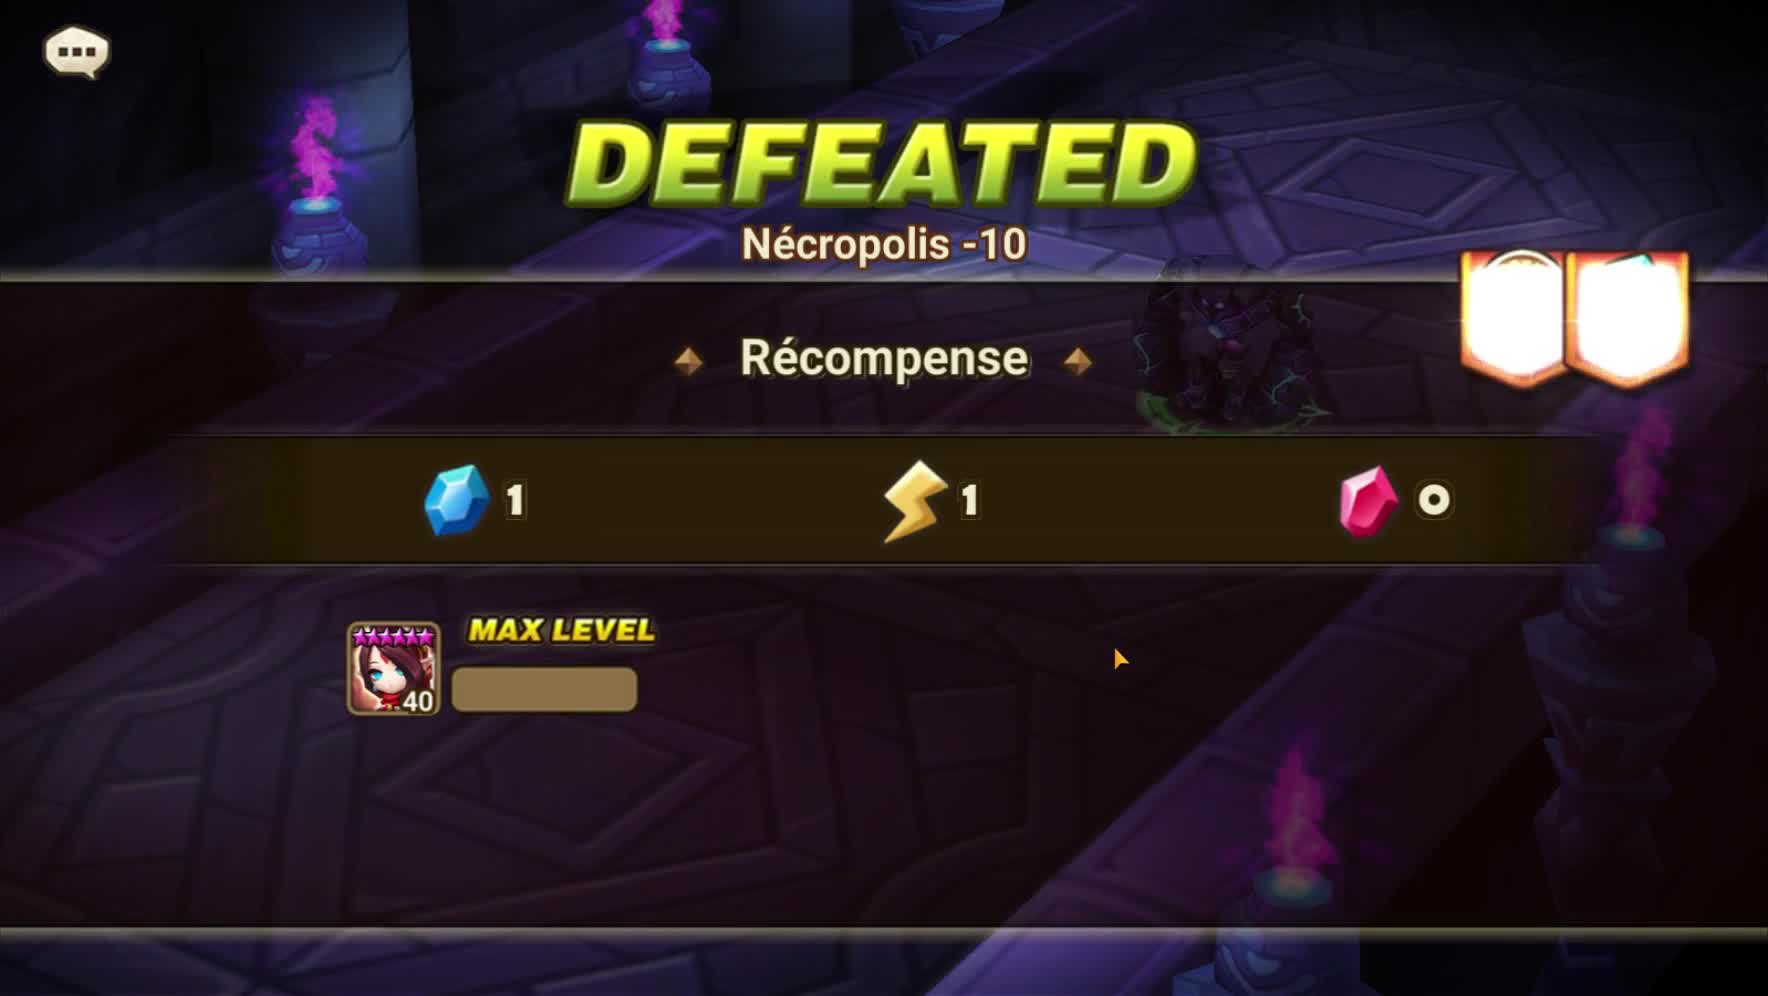 DEFEATED
Nécropolis -10
Récompense
1
1
0
MAX LEVEL
40